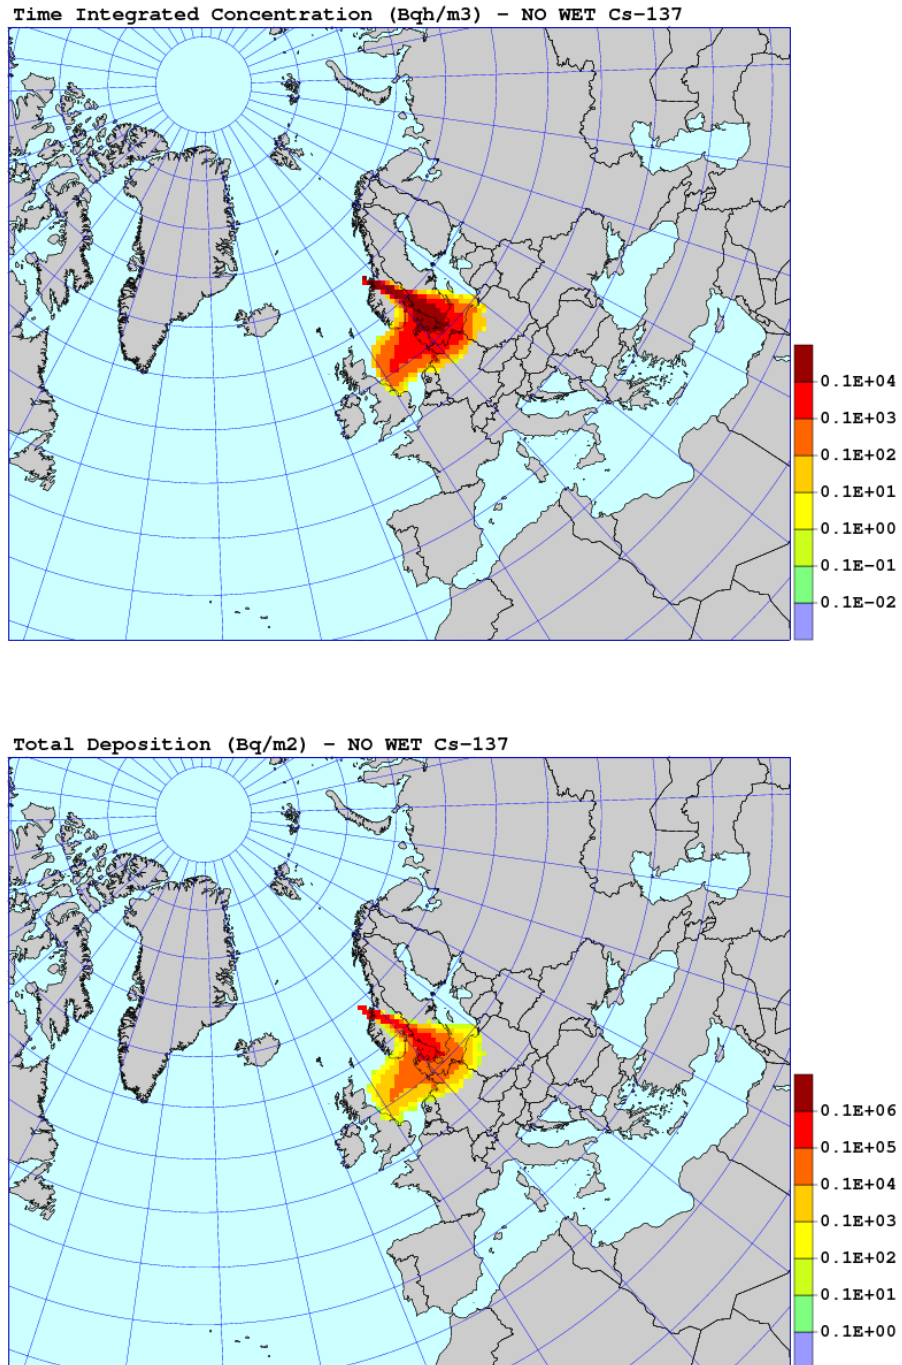 Time Integrated Concentration (Bqh/m3) - NO WET Cs-137
0.1E+04
0.1E+03
0.1E+02
0.1E+01
0.1E+00
0.1E-01
0.1E-02
Total Deposition (Bq/m2) - NO WET Cs-137
0.1E+06
0.1E+05
0.1E+04
0.1E+03
0.1E+02
0.1E+01
0.1E+00